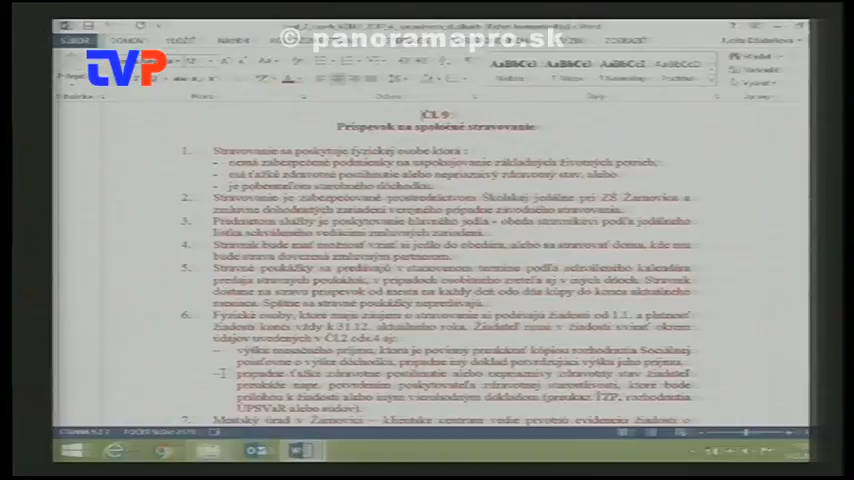 © panoramapro.sk
tVP
SÚBOR
AaBbCcI AaBbCcI AaBbCcI AaBbCcI
Čl. 9
Príspevok na spoločné stravovanie
1. Stravovanie sa poskytuje fyzickej osobe ktorá :
- nemá zabezpečené podmienky na uspokojovanie základných životných potrieb,
- má ťažké zdravotné postihnutie alebo nepriaznivý zdravotný stav, alebo
- je poberateľom starobného dôchodku.
2. Stravovanie je zabezpečované prostredníctvom Školskej jedálne pri ZŠ Žarnovica a
zmluvne dohodnutých zariadení verejného prípadne závodného stravovania.
3. Predmetom služby je poskytovanie hlavného jedla - obeda stravníkovi podľa jedálneho
lístka schváleného vedúcimi zmluvných zariadení.
4. Stravník bude mať možnosť vziať si jedlo do obedára, alebo sa stravovať doma, kde mu
bude strava dovezená zmluvným partnerom.
5. Stravné poukážky sa predávajú v stanovenom termíne podľa schváleného kalendára
predaja stravných poukážok, v prípadoch osobitného zreteľa aj v iných dňoch. Stravník
dostane na stravu príspevok od mesta na každý deň odo dňa kúpy do konca aktuálneho
mesiaca. Spätne sa stravné poukážky nepredávajú.
6. Fyzické osoby, ktoré majú záujem o stravovanie si podávajú žiadosti od 1.1. a platnosť
žiadosti končí vždy k 31.12. aktuálneho roka. Žiadateľ musí v žiadosti uviesť okrem
údajov uvedených v Čl.2 ods.4 aj:
– výšku mesačného príjmu, ktorú je povinný preukázať kópiou rozhodnutia Sociálnej
poisťovne o výške dôchodku, prípadne iný doklad potvrdzujúci výšku jeho príjmu,
– prípadne ťažké zdravotné postihnutie alebo nepriaznivý zdravotný stav žiadateľ
preukáže napr. potvrdením poskytovateľa zdravotnej starostlivosti, ktoré bude
prílohou k žiadosti alebo iným vierohodným dokladom (preukaz ŤZP, rozhodnutia
ÚPSVaR alebo súdov).
7. Mestský úrad v Žarnovici – klientske centrum vedie prvotnú evidenciu žiadostí o